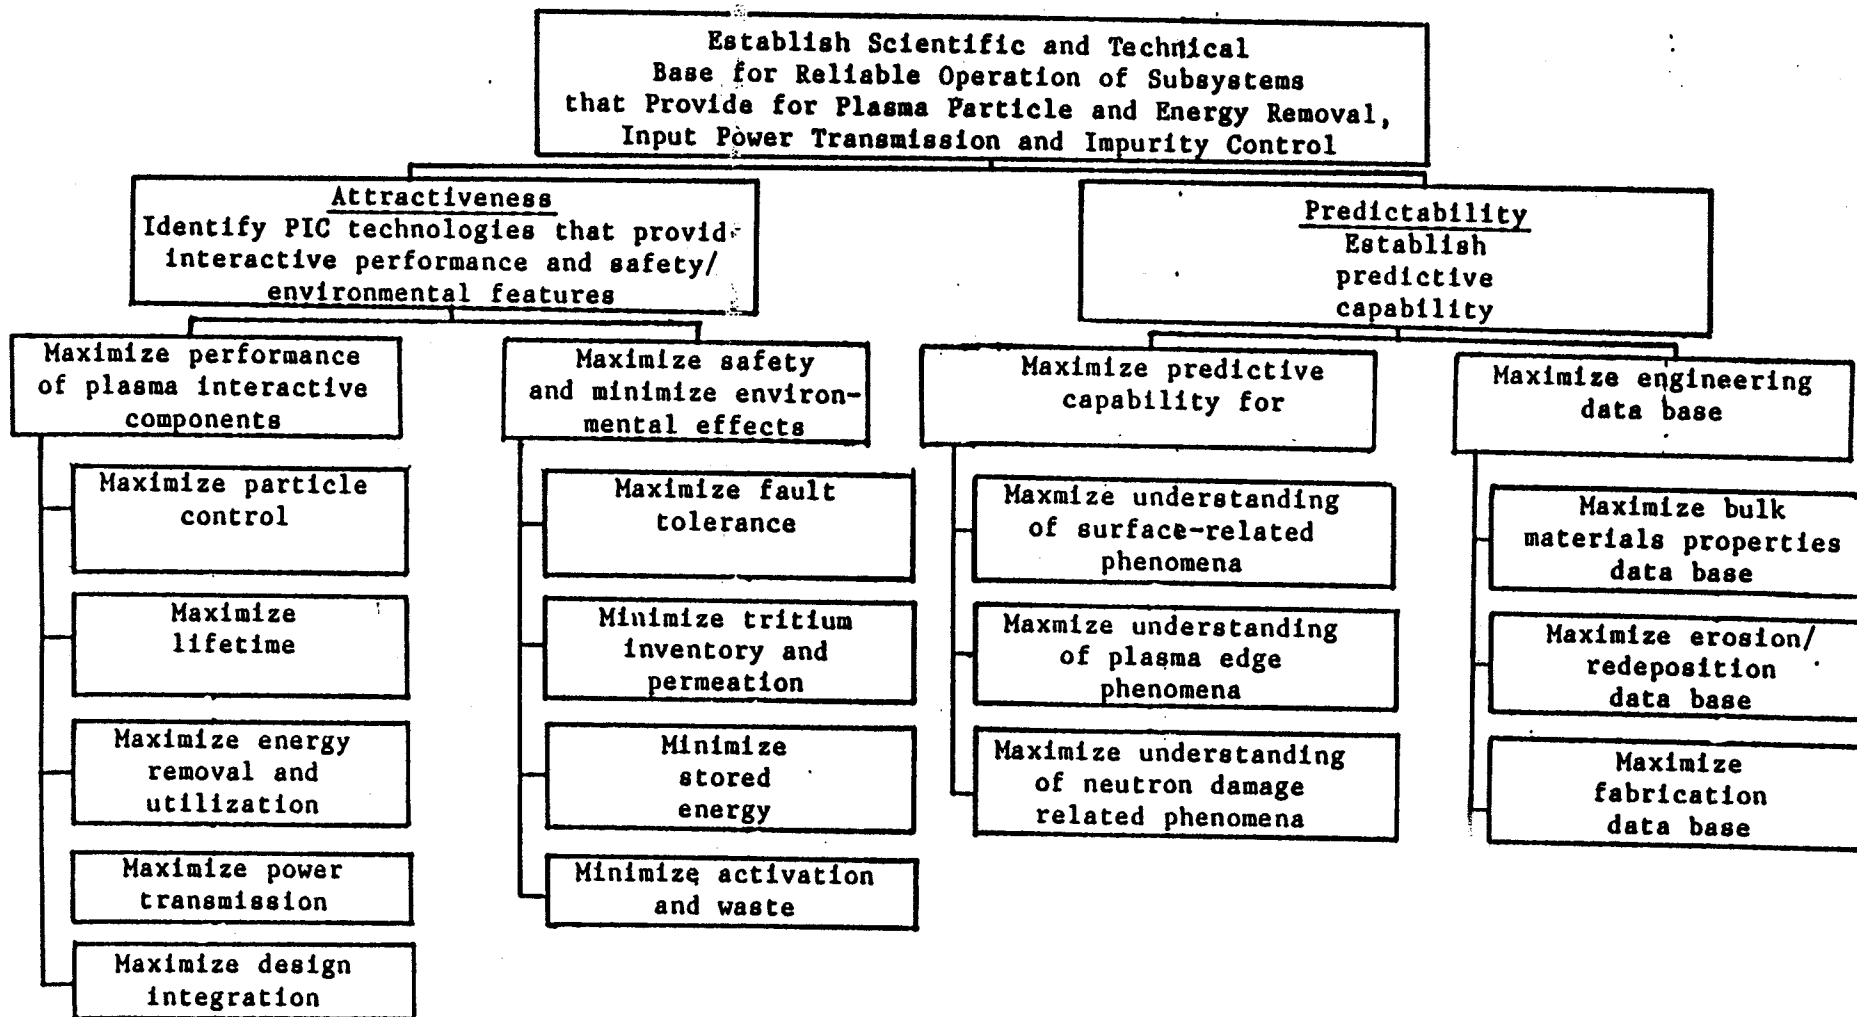 Establish Scientific and Technical
Base for Reliable Operation of Subsystems
that Provide for Plasma Particle and Energy Removal,
Input Power Transmission and Impurity Control
Attractiveness
Identify PIC technologies that provid
interactive performance and safety/
environmental features
Predictability
Establish
predictive
capability
Maximize performance
of plasma interactive
components
Maximize particle
control
Maximize
lifetime
Maximize energy
removal and
utilization
Maximize power
transmission
Maximize design
integration
Maximize safety
and minimize environ-
mental effects
Maximize fault
tolerance
Minimize tritium
inventory and
permeation
Minimize
stored
energy
Minimize activation
and waste
Maximize predictive
capability for
Maxmize understanding
of surface-related
phenomena
Maxmize understanding
of plasma edge
phenomena
Maximize understanding
of neutron damage
related phenomena
Maximize engineering
data base
Maximize bulk
materials properties
data base
Maximize erosion/
redeposition
data base
Maximize
fabrication
data base